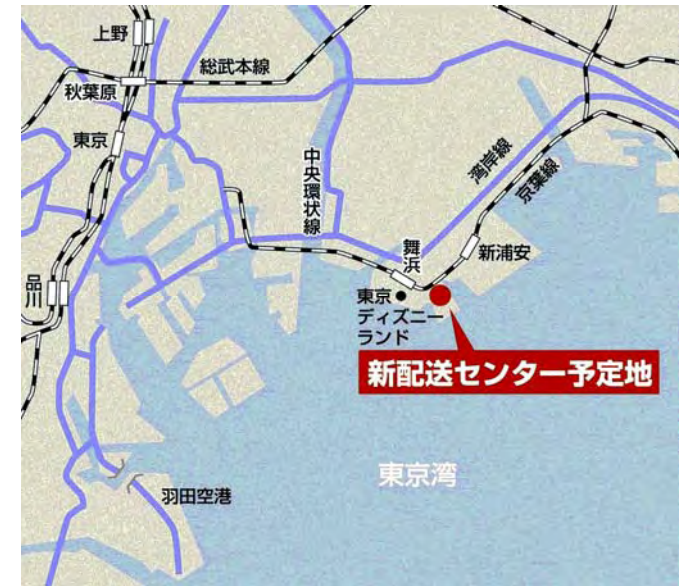 上野
総武本線
秋葉原
東京
中央環状線
湾岸線
京葉線
舞浜
新浦安
品川
東京
ディズニー
ランド
新配送センター予定地
東京湾
羽田空港